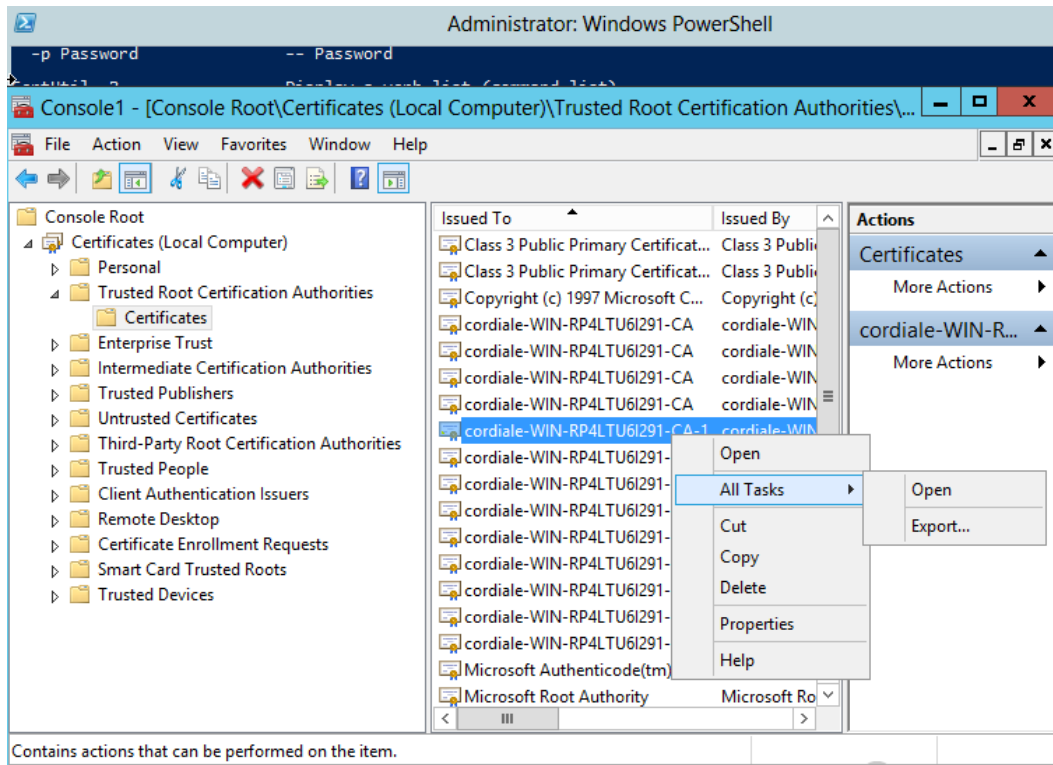 Administrator: Windows PowerShell
-p Password -- Password
Console1 - [Console Root\Certificates (Local Computer)\Trusted Root Certification Authorities\...
File Action View Favorites Window Help
Console Root
Certificates (Local Computer)
Personal
Trusted Root Certification Authorities
Certificates
Enterprise Trust
Intermediate Certification Authorities
Trusted Publishers
Untrusted Certificates
Third-Party Root Certification Authorities
Trusted People
Client Authentication Issuers
Remote Desktop
Certificate Enrollment Requests
Smart Card Trusted Roots
Trusted Devices
Issued To Issued By
Class 3 Public Primary Certificat... Class 3 Publi
Class 3 Public Primary Certificat... Class 3 Publi
Copyright (c) 1997 Microsoft C... Copyright (c)
cordiale-WIN-RP4LTU6I291-CA cordiale-WIN
cordiale-WIN-RP4LTU6I291-CA cordiale-WIN
cordiale-WIN-RP4LTU6I291-CA cordiale-WIN
cordiale-WIN-RP4LTU6I291-CA cordiale-WIN
cordiale-WIN-RP4LTU6I291-CA-1 cordiale-WIN
cordiale-WIN-RP4LTU6I291-
cordiale-WIN-RP4LTU6I291-
cordiale-WIN-RP4LTU6I291-
cordiale-WIN-RP4LTU6I291-
cordiale-WIN-RP4LTU6I291-
cordiale-WIN-RP4LTU6I291-
cordiale-WIN-RP4LTU6I291-
cordiale-WIN-RP4LTU6I291-
Microsoft Authenticode(tm)
Microsoft Root Authority Microsoft Ro
Open
All Tasks
Cut
Copy
Delete
Properties
Help
Open
Export...
Actions
Certificates
More Actions
cordiale-WIN-R...
More Actions
Contains actions that can be performed on the item.